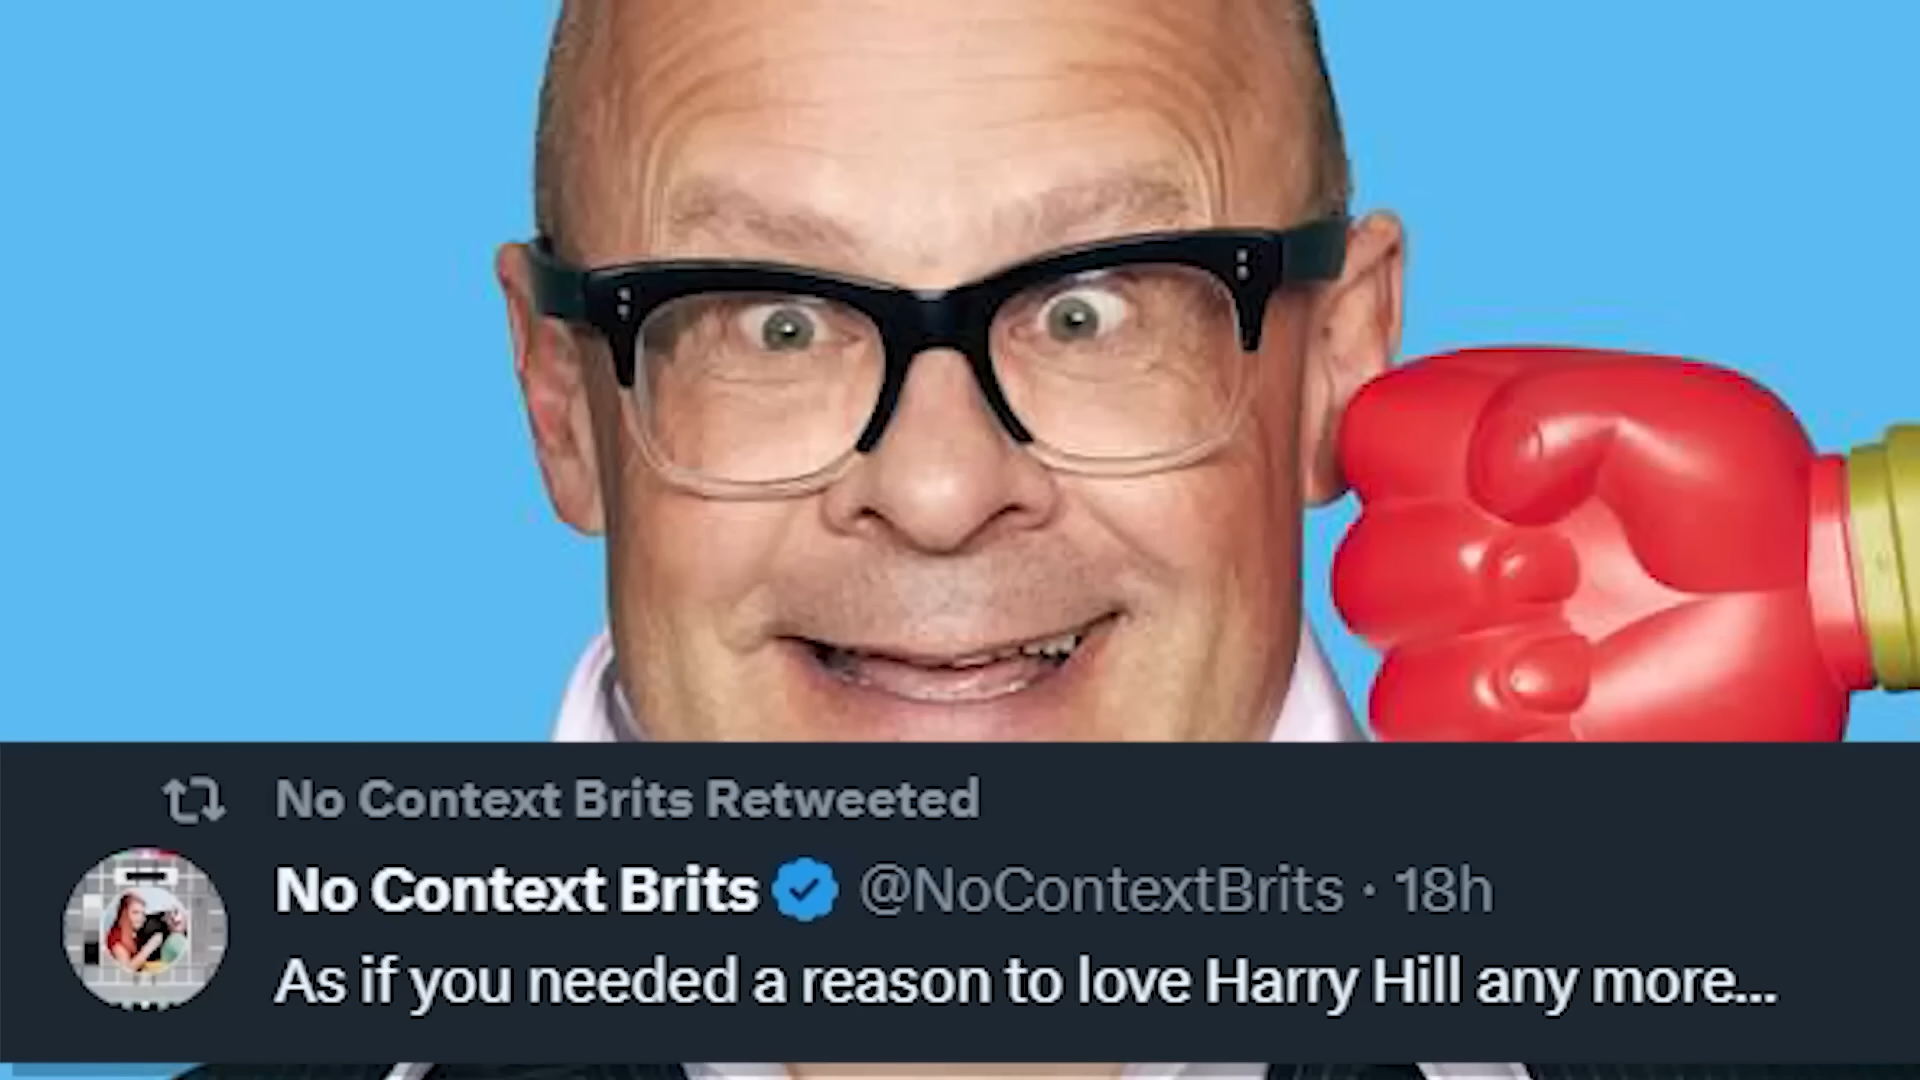 No Context Brits Retweeted
No Context Brits @NoContextBrits · 18h
As if you needed a reason to love Harry Hill any more...